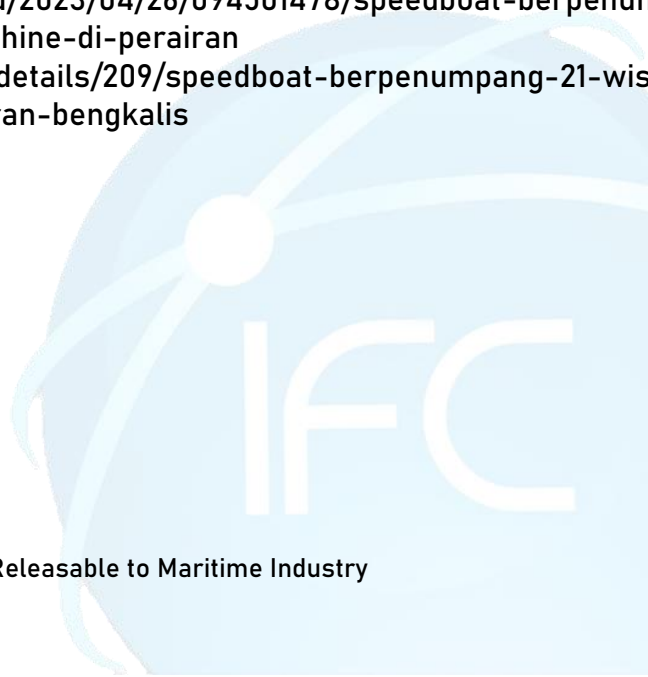 /2023/04/26/094501478/speedboat-berpenum
hine-di-perairan
details/209/speedboat-berpenumpang-21-wis
an-bengkalis
IFC
Releasable to Maritime Industry